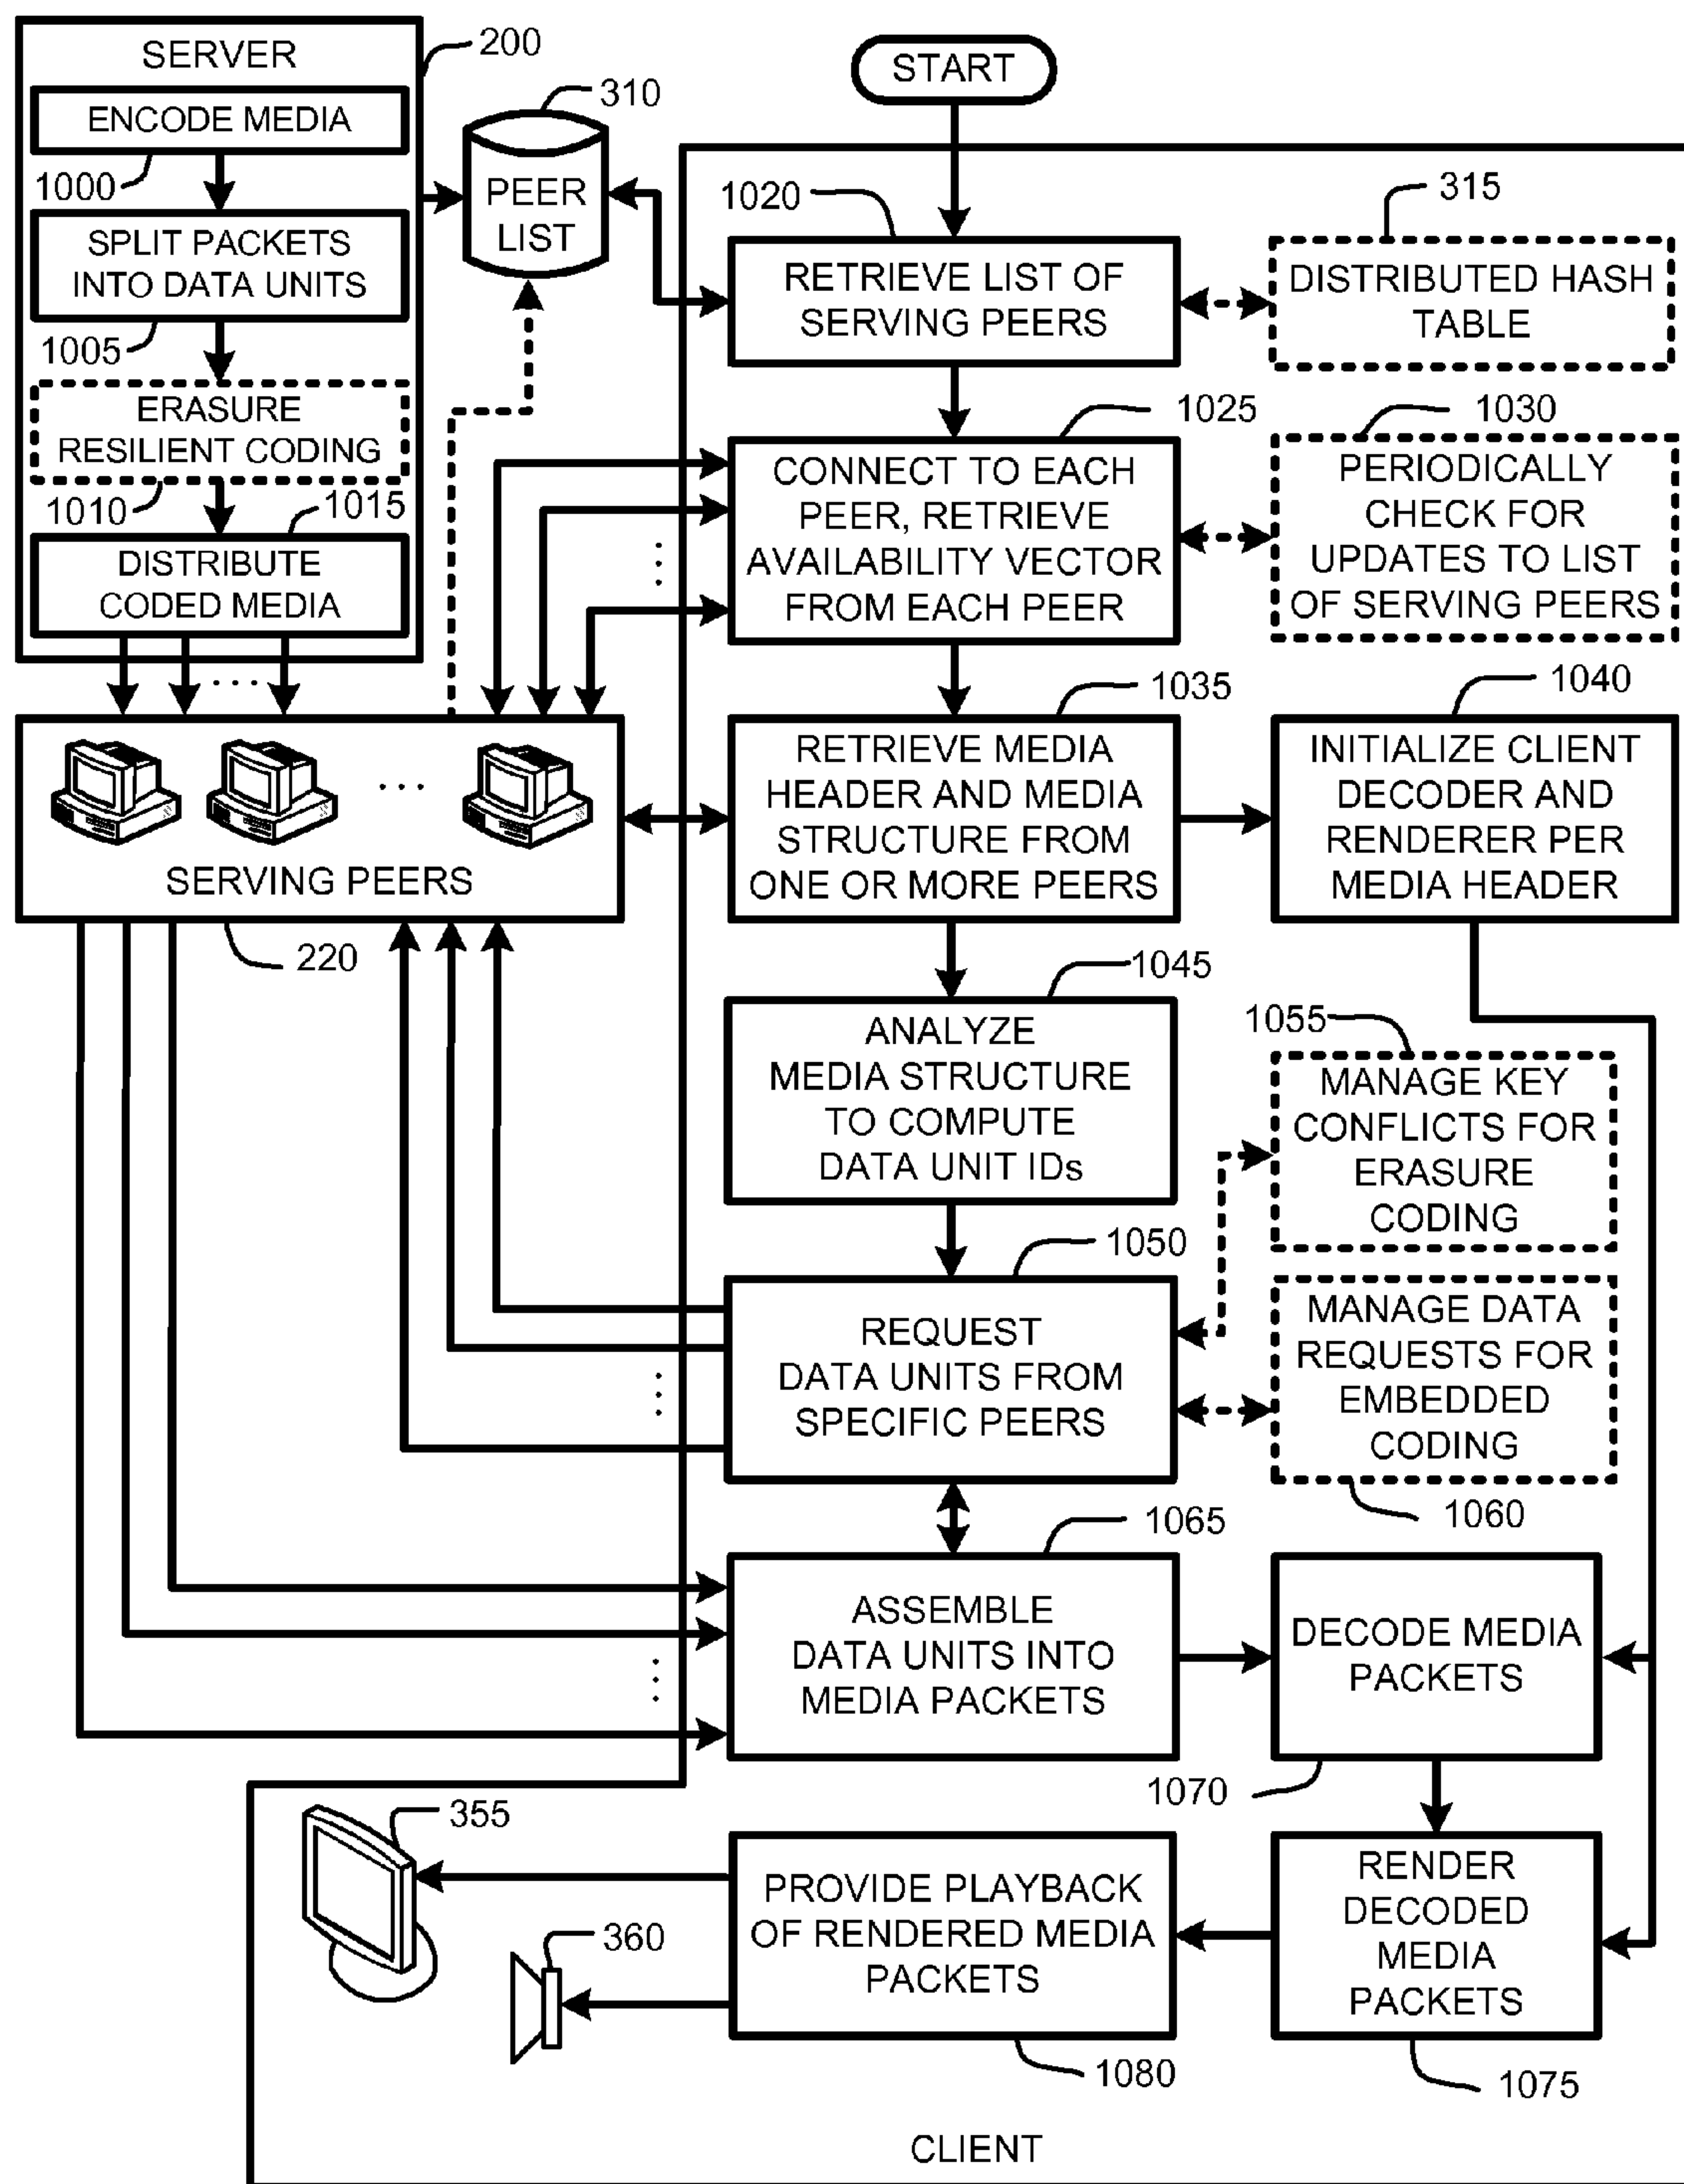 SERVER
200
ENCODE MEDIA
1000
SPLIT PACKETS
INTO DATA UNITS
1005
ERASURE
RESILIENT CODING
1010
1015
DISTRIBUTE
CODED MEDIA
310
PEER
LIST
START
1020
RETRIEVE LIST OF
SERVING PEERS
315
DISTRIBUTED HASH
TABLE
1025
CONNECT TO EACH
PEER, RETRIEVE
AVAILABILITY VECTOR
FROM EACH PEER
1030
PERIODICALLY
CHECK FOR
UPDATES TO LIST
OF SERVING PEERS
SERVING PEERS
220
1035
RETRIEVE MEDIA
HEADER AND MEDIA
STRUCTURE FROM
ONE OR MORE PEERS
1040
INITIALIZE CLIENT
DECODER AND
RENDERER PER
MEDIA HEADER
1045
ANALYZE
MEDIA STRUCTURE
TO COMPUTE
DATA UNIT IDs
1055
MANAGE KEY
CONFLICTS FOR
ERASURE
CODING
1050
REQUEST
DATA UNITS FROM
SPECIFIC PEERS
MANAGE DATA
REQUESTS FOR
EMBEDDED
CODING
1060
1065
ASSEMBLE
DATA UNITS INTO
MEDIA PACKETS
DECODE MEDIA
PACKETS
1070
355
360
PROVIDE PLAYBACK
OF RENDERED MEDIA
PACKETS
1080
RENDER
DECODED
MEDIA
PACKETS
1075
CLIENT